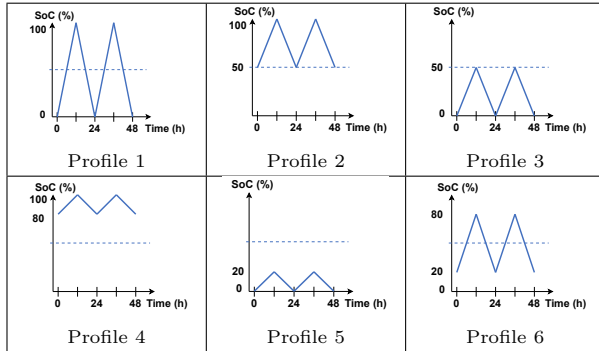 SoC (%)
100
0
0 24 48 Time (h)
Profile 1
SoC (%)
100
50
0 24 48 Time (h)
Profile 2
SoC (%)
50
0
0 24 48 Time (h)
Profile 3
SoC (%)
100
80
0 24 48 Time (h)
Profile 4
SoC (%)
20
0
0 24 48 Time (h)
Profile 5
SoC (%)
80
20
0
0 24 48 Time (h)
Profile 6